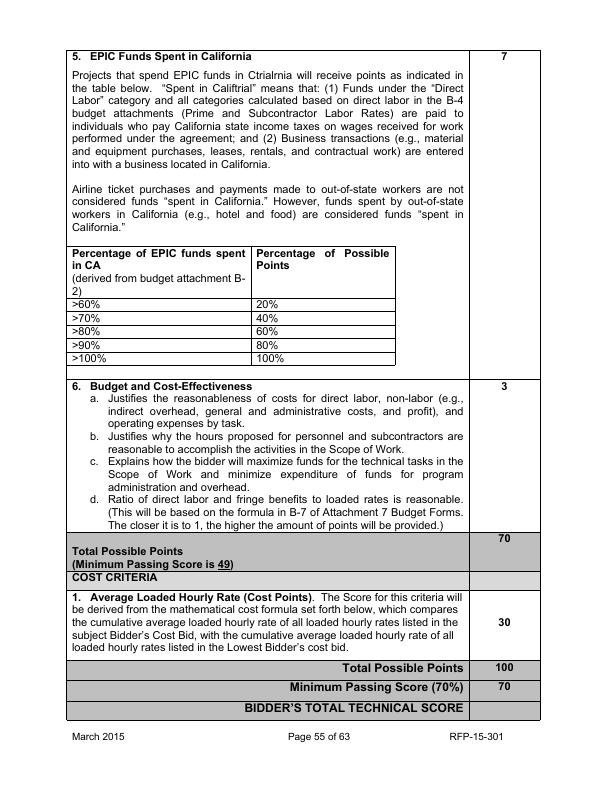 5. EPIC Funds Spent in California
7
Projects that spend EPIC funds in Ctrialrnia will receive points as indicated in
the table below. “Spent in Califtrial” means that: (1) Funds under the “Direct
Labor” category and all categories calculated based on direct labor in the B-4
budget attachments (Prime and Subcontractor Labor Rates) are paid to
individuals who pay California state income taxes on wages received for work
performed under the agreement; and (2) Business transactions (e.g., material
and equipment purchases, leases, rentals, and contractual work) are entered
into with a business located in California.
Airline ticket purchases and payments made to out-of-state workers are not
considered funds “spent in California.” However, funds spent by out-of-state
workers in California (e.g., hotel and food) are considered funds “spent in
California.”
Percentage of EPIC funds spent
in CA
(derived from budget attachment B-
2)
Percentage of Possible
Points
>60% 20%
>70% 40%
>80% 60%
>90% 80%
>100% 100%
6. Budget and Cost-Effectiveness
3
a. Justifies the reasonableness of costs for direct labor, non-labor (e.g.,
indirect overhead, general and administrative costs, and profit), and
operating expenses by task.
b. Justifies why the hours proposed for personnel and subcontractors are
reasonable to accomplish the activities in the Scope of Work.
c. Explains how the bidder will maximize funds for the technical tasks in the
Scope of Work and minimize expenditure of funds for program
administration and overhead.
d. Ratio of direct labor and fringe benefits to loaded rates is reasonable.
(This will be based on the formula in B-7 of Attachment 7 Budget Forms.
The closer it is to 1, the higher the amount of points will be provided.)
70
Total Possible Points
(Minimum Passing Score is 49)
COST CRITERIA
1. Average Loaded Hourly Rate (Cost Points). The Score for this criteria will
be derived from the mathematical cost formula set forth below, which compares
the cumulative average loaded hourly rate of all loaded hourly rates listed in the
subject Bidder’s Cost Bid, with the cumulative average loaded hourly rate of all
loaded hourly rates listed in the Lowest Bidder’s cost bid.
30
Total Possible Points 100
Minimum Passing Score (70%) 70
BIDDER’S TOTAL TECHNICAL SCORE
March 2015 Page 55 of 63 RFP-15-301